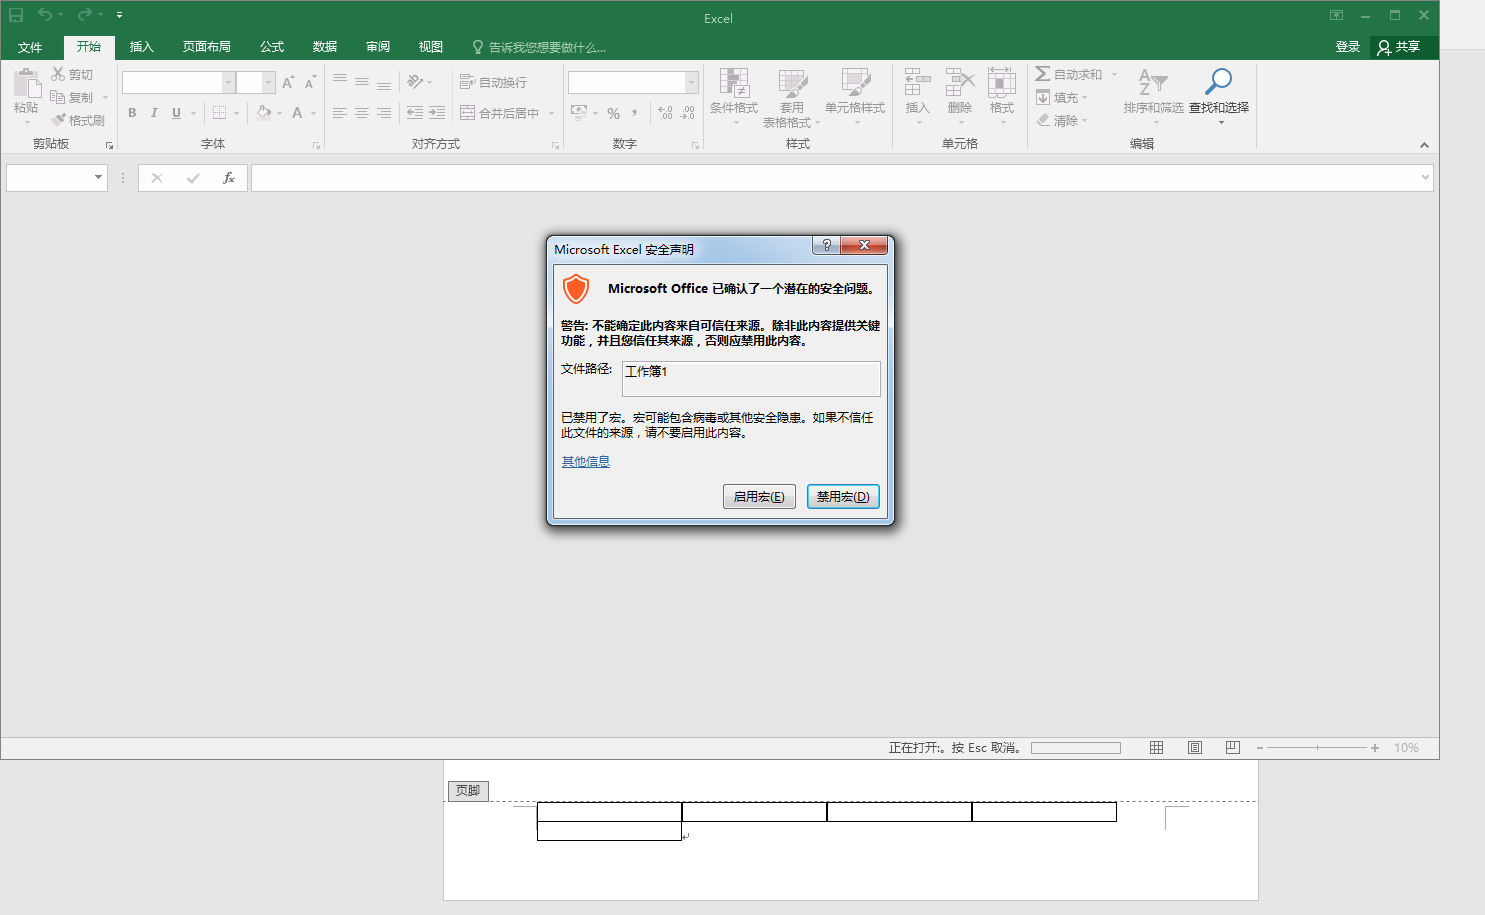 Excel
文件 开始 插入 页面布局 公式 数据 审阅 视图 告诉我您想要做什么... 登录 共享
粘贴 剪切
复制
格式刷
剪贴板
B I U A
字体
自动换行
合并后居中
对齐方式
% ,
数字
条件格式 套用
表格格式 单元格样式
样式
插入 删除 格式
单元格
自动求和
填充
清除
排序和筛选 查找和选择
编辑
fx
Microsoft Excel 安全声明
Microsoft Office 已确认了一个潜在的安全问题。
警告: 不能确定此内容来自可信任来源。除非此内容提供关键
功能，并且您信任其来源，否则应禁用此内容。
文件路径: 工作簿1
已禁用了宏。宏可能包含病毒或其他安全隐患。如果不信任
此文件的来源，请不要启用此内容。
其他信息
启用宏(E) 禁用宏(D)
正在打开:。按 Esc 取消。 10%
页脚